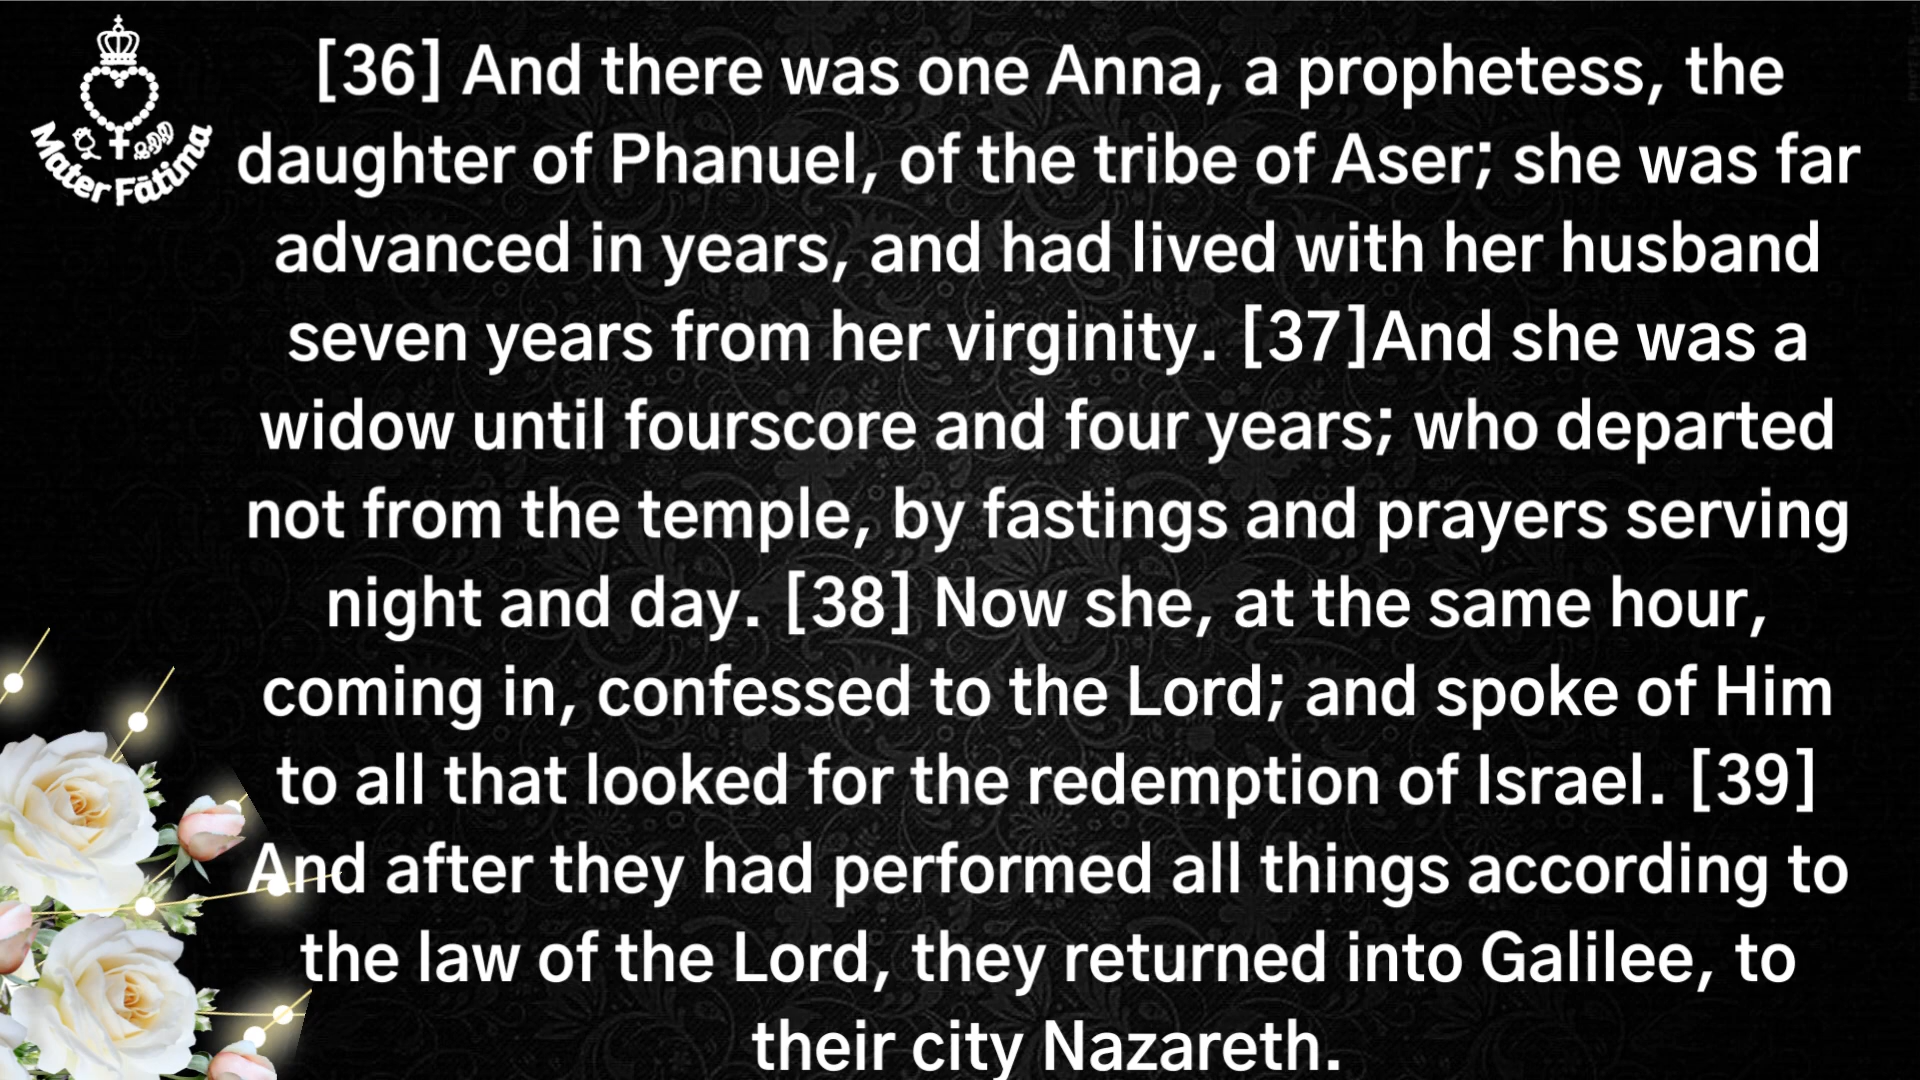 Mater Fátima
[36] And there was one Anna, a prophetess, the
daughter of Phanuel, of the tribe of Aser; she was far
advanced in years, and had lived with her husband
seven years from her virginity. [37]And she was a
widow until fourscore and four years; who departed
not from the temple, by fastings and prayers serving
night and day. [38] Now she, at the same hour,
coming in, confessed to the Lord; and spoke of Him
to all that looked for the redemption of Israel. [39]
And after they had performed all things according to
the law of the Lord, they returned into Galilee, to
their city Nazareth.